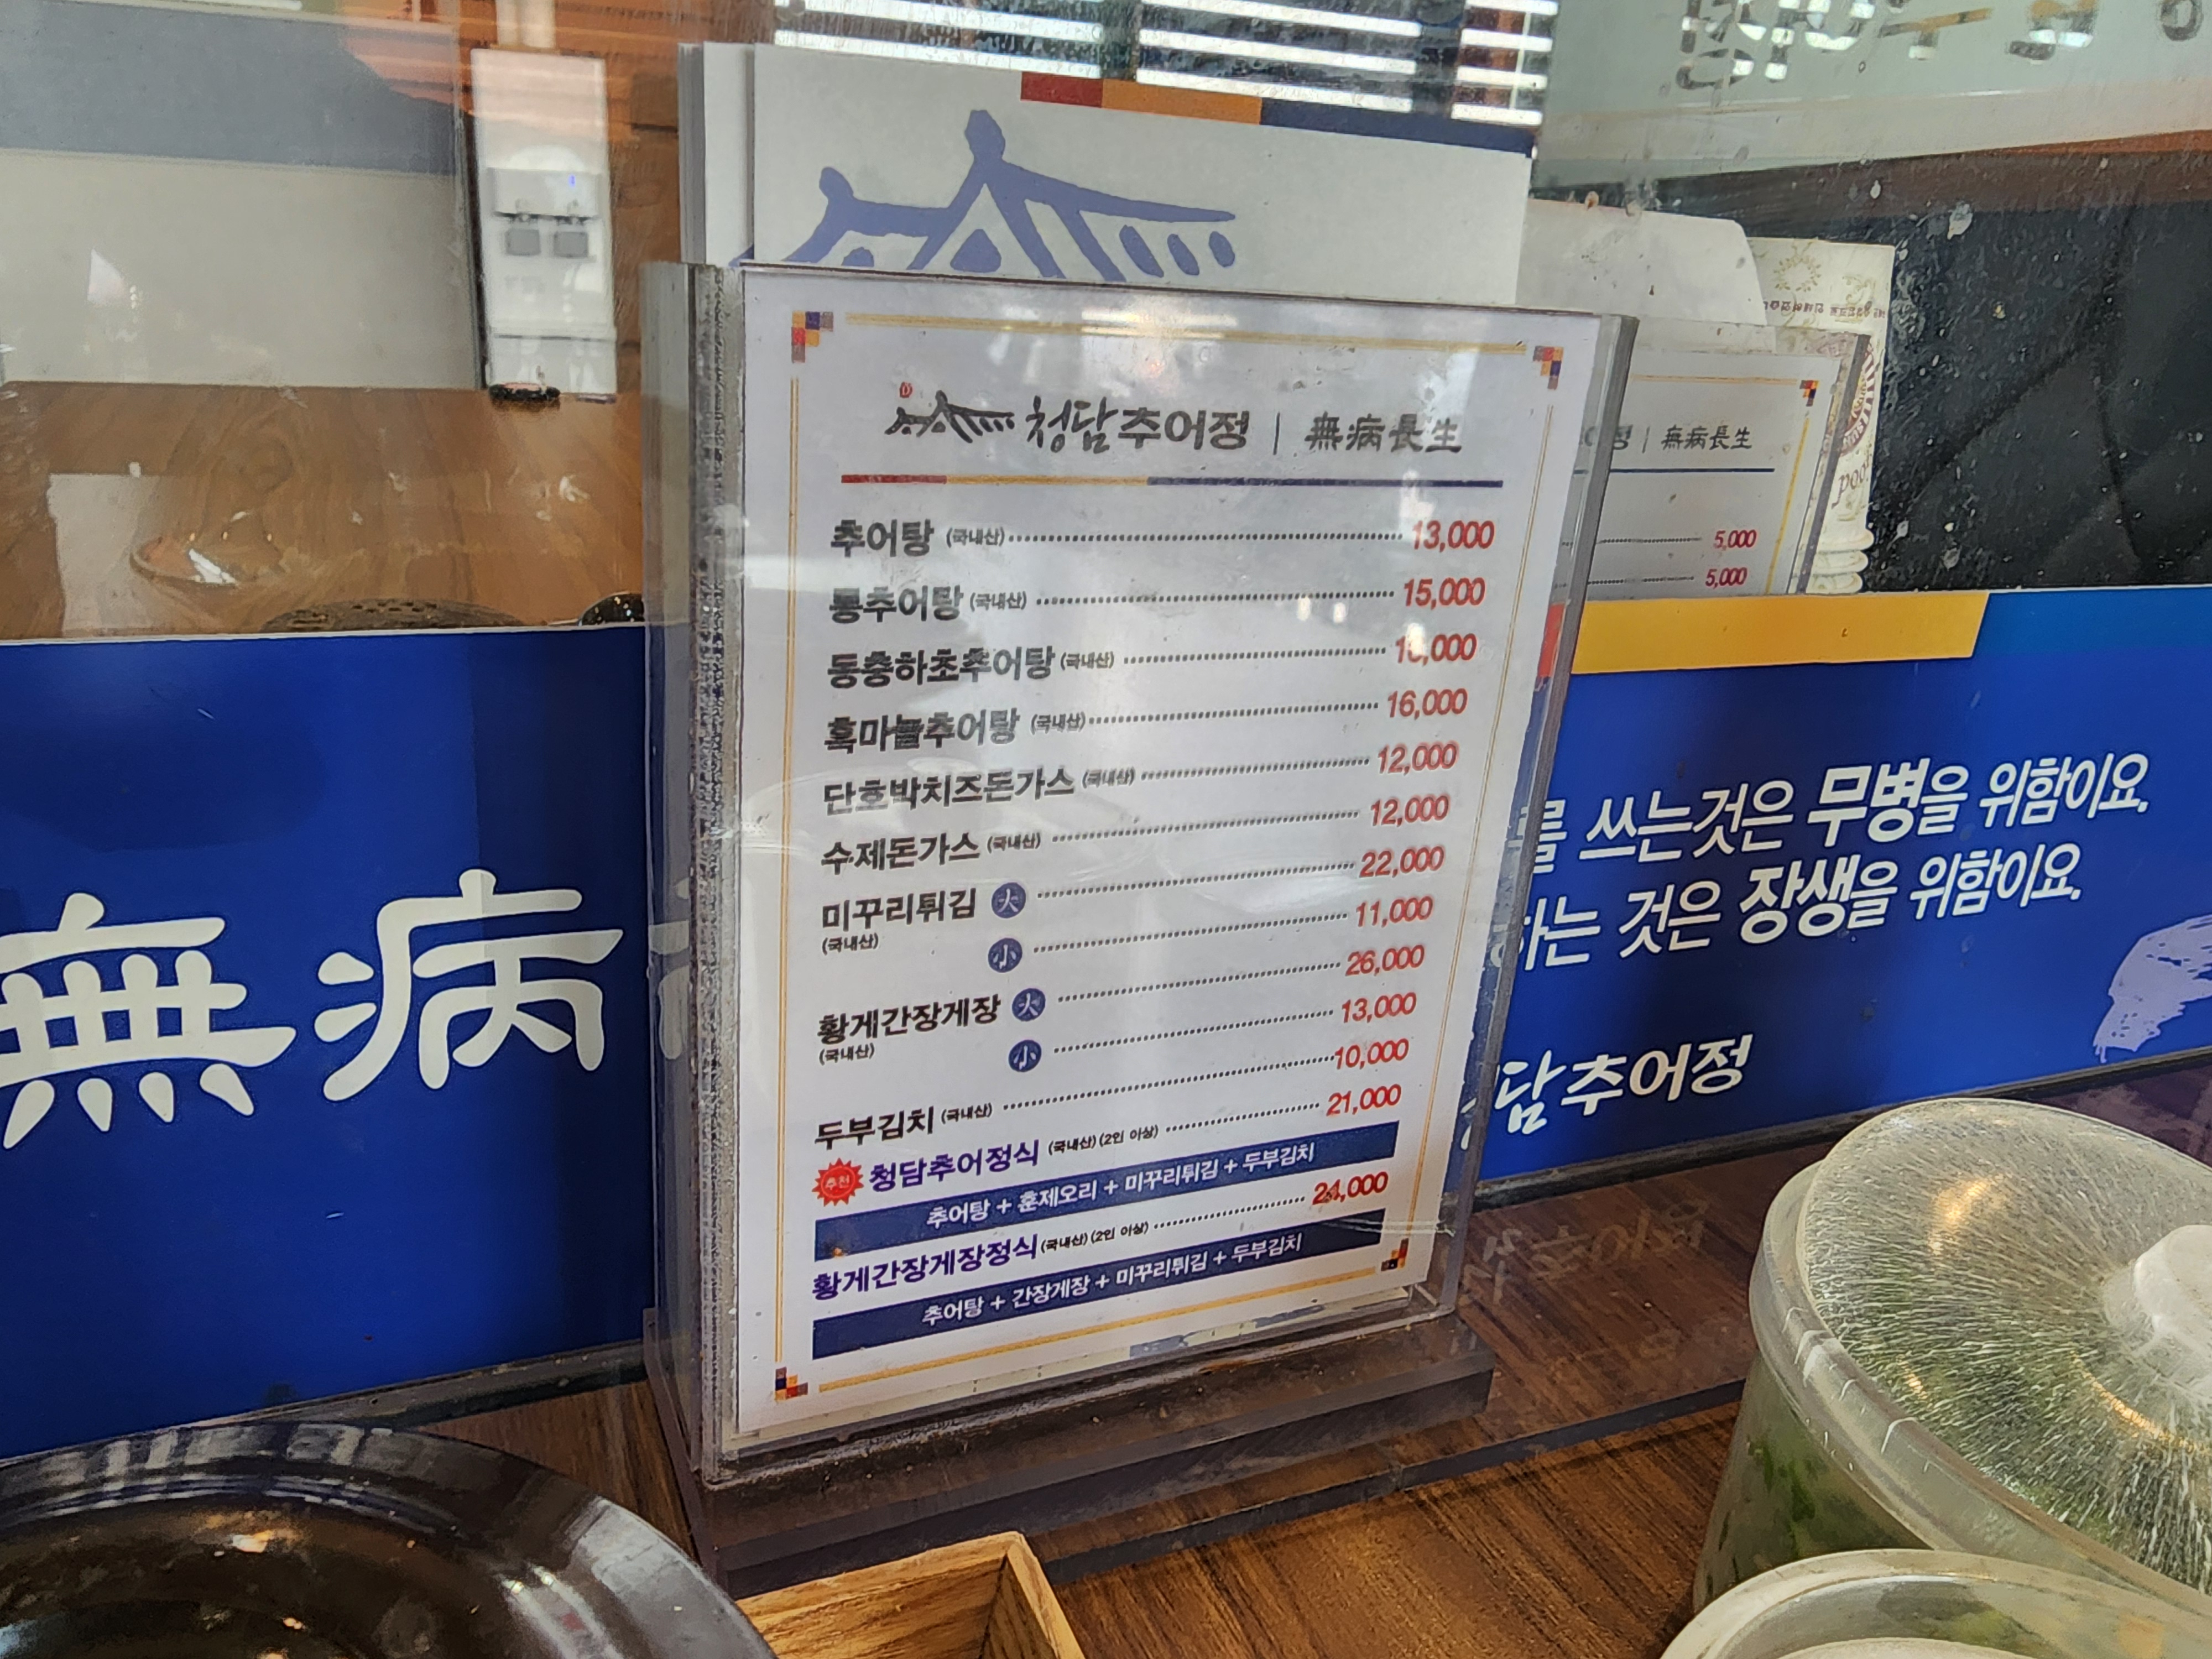 청담추어정 | 無病長生
추어탕 (국내산) 13,000
통추어탕 (국내산) 15,000
동충하초추어탕 (국내산)
흑마늘추어탕 (국내산) 16,000
단호박치즈돈가스 (국내산) 12,000
수제돈가스 (국내산) 12,000
미꾸리튀김 大 22,000
(국내산)
小 11,000
황게간장게장 大 26,000
(국내산)
小 13,000
두부김치 (국내산) 10,000
추천 청담추어정식 (국내산) (2인 이상) 21,000
추어탕 + 훈제오리 + 미꾸리튀김 + 두부김치
황게간장게장정식 (국내산) (2인 이상) 24,000
추어탕 + 간장게장 + 미꾸리튀김 + 두부김치
無病長生
5,000
5,000
無病
를 쓰는것은 무병을 위함이요.
하는 것은 장생을 위함이요.
담추어정